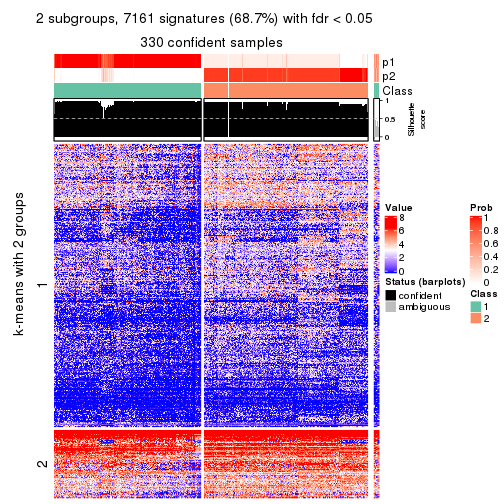 2 subgroups, 7161 signatures (68.7%) with fdr < 0.05
330 confident samples
p1
p2
Class
1
0.5
0
Silhouette
score
k-means with 2 groups
1
2
Value
8
6
4
2
0
Status (barplots)
confident
ambiguous
Prob
1
0.8
0.6
0.4
0.2
0
Class
1
2